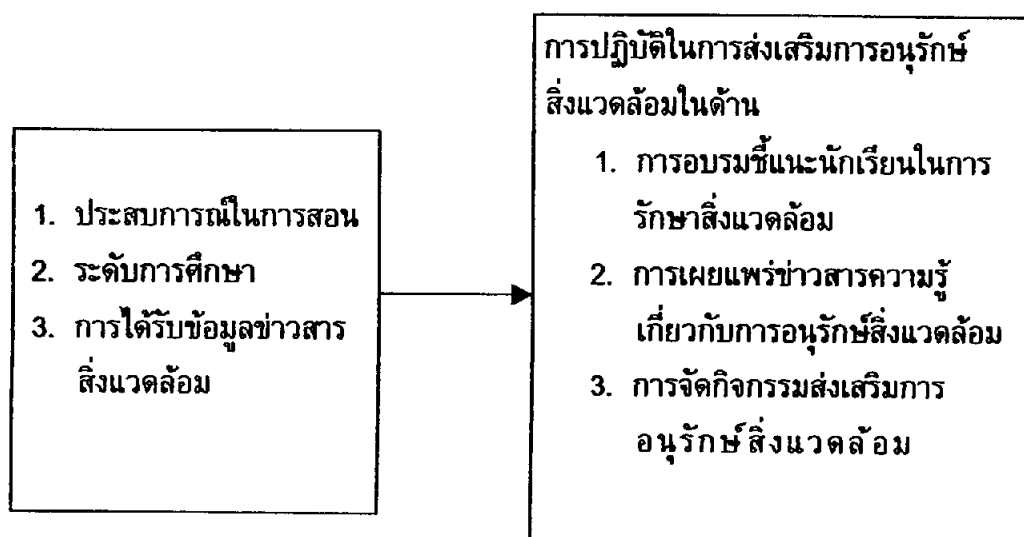 1. ประสบการณ์ในการสอน
2. ระดับการศึกษา
3. การได้รับข้อมูลข่าวสาร
สิ่งแวดล้อม
การปฏิบัติในการส่งเสริมการอนุรักษ์
สิ่งแวดล้อมในด้าน
1. การอบรมชี้แนะนักเรียนในการ
รักษาสิ่งแวดล้อม
2. การเผยแพร่ข่าวสารความรู้
เกี่ยวกับการอนุรักษ์สิ่งแวดล้อม
3. การจัดกิจกรรมส่งเสริมการ
อนุรักษ์สิ่งแวดล้อม